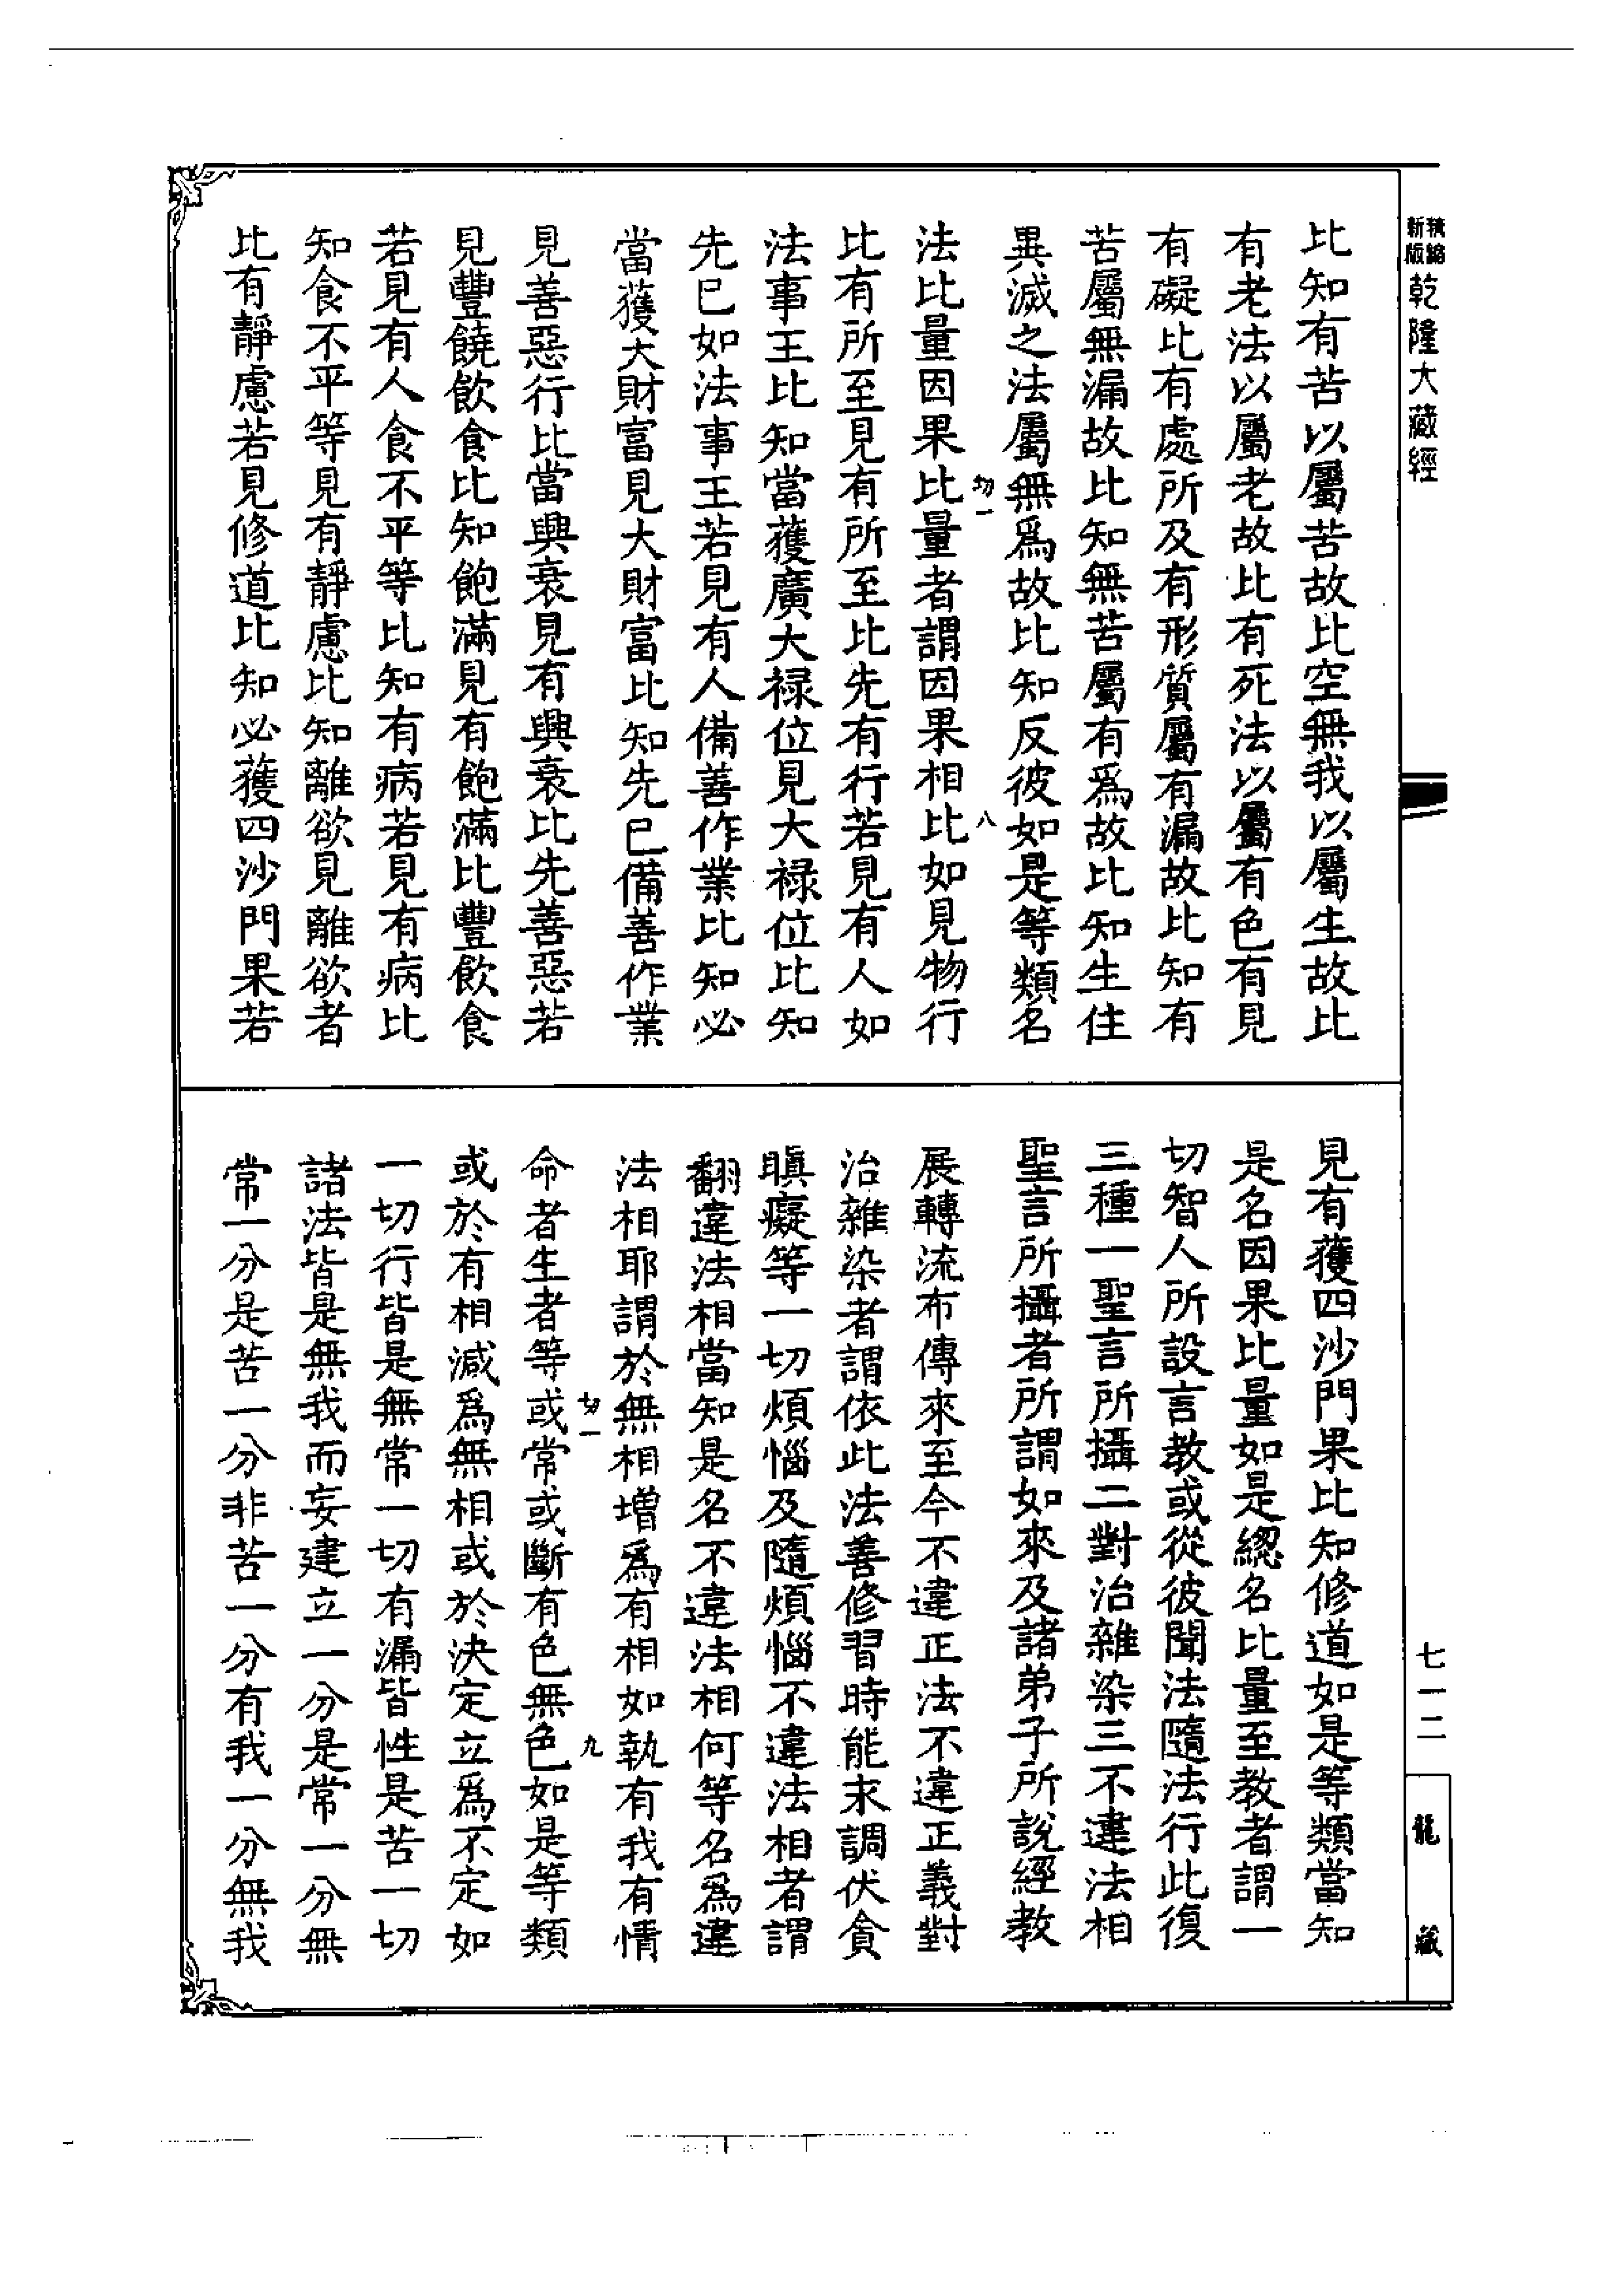 新版精縮乾隆大藏經
比知有苦以屬苦故比空無我以屬生故比
有老法以屬老故比有死法以屬有色有見
有礙比有處所及有形質屬有漏故比知有
苦屬無漏故比知無苦屬有為故比知生住
異滅之法屬無為故比知反彼如是等類名
切一
八
法比量因果比量者謂因果相比如見物行
比有所至見有所至比先有行若見有人如
法事王比知當獲廣大祿位見大祿位比知
先已如法事王若見有人備善作業比知必
當獲大財富見大財富比知先已備善作業
見善惡行比當興衰見有興衰比先善惡若
見豐饒飲食比知飽滿見有飽滿比豐飲食
若見有人食不平等比知有病若見有病比
知食不平等見有靜慮比知離欲見離欲者
比有靜慮若見修道比知必獲四沙門果若
見有獲四沙門果比知修道如是等類當知
是名因果比量如是緫名比量至教者謂一
切智人所設言教或從彼聞法隨法行此復
三種一聖言所攝二對治雜染三不違法相
聖言所攝者所謂如來及諸弟子所說經教
展轉流布傳來至今不違正法不違正義對
治雜染者謂依此法善修習時能末調伏貪
瞋癡等一切煩惱及隨煩惱不違法相者謂
翻違法相當知是名不違法相何等名為違
法相耶謂於無相增為有相如執有我有情
切一
九
命者生者等或常或斷有色無色如是等類
或於有相減為無相或於決定立為不定如
一切行皆是無常一切有漏皆性是苦一切
諸法皆是無我而妄建立一分是常一分無
常一分是苦一分非苦一分有我一分無我
七一二
龍藏